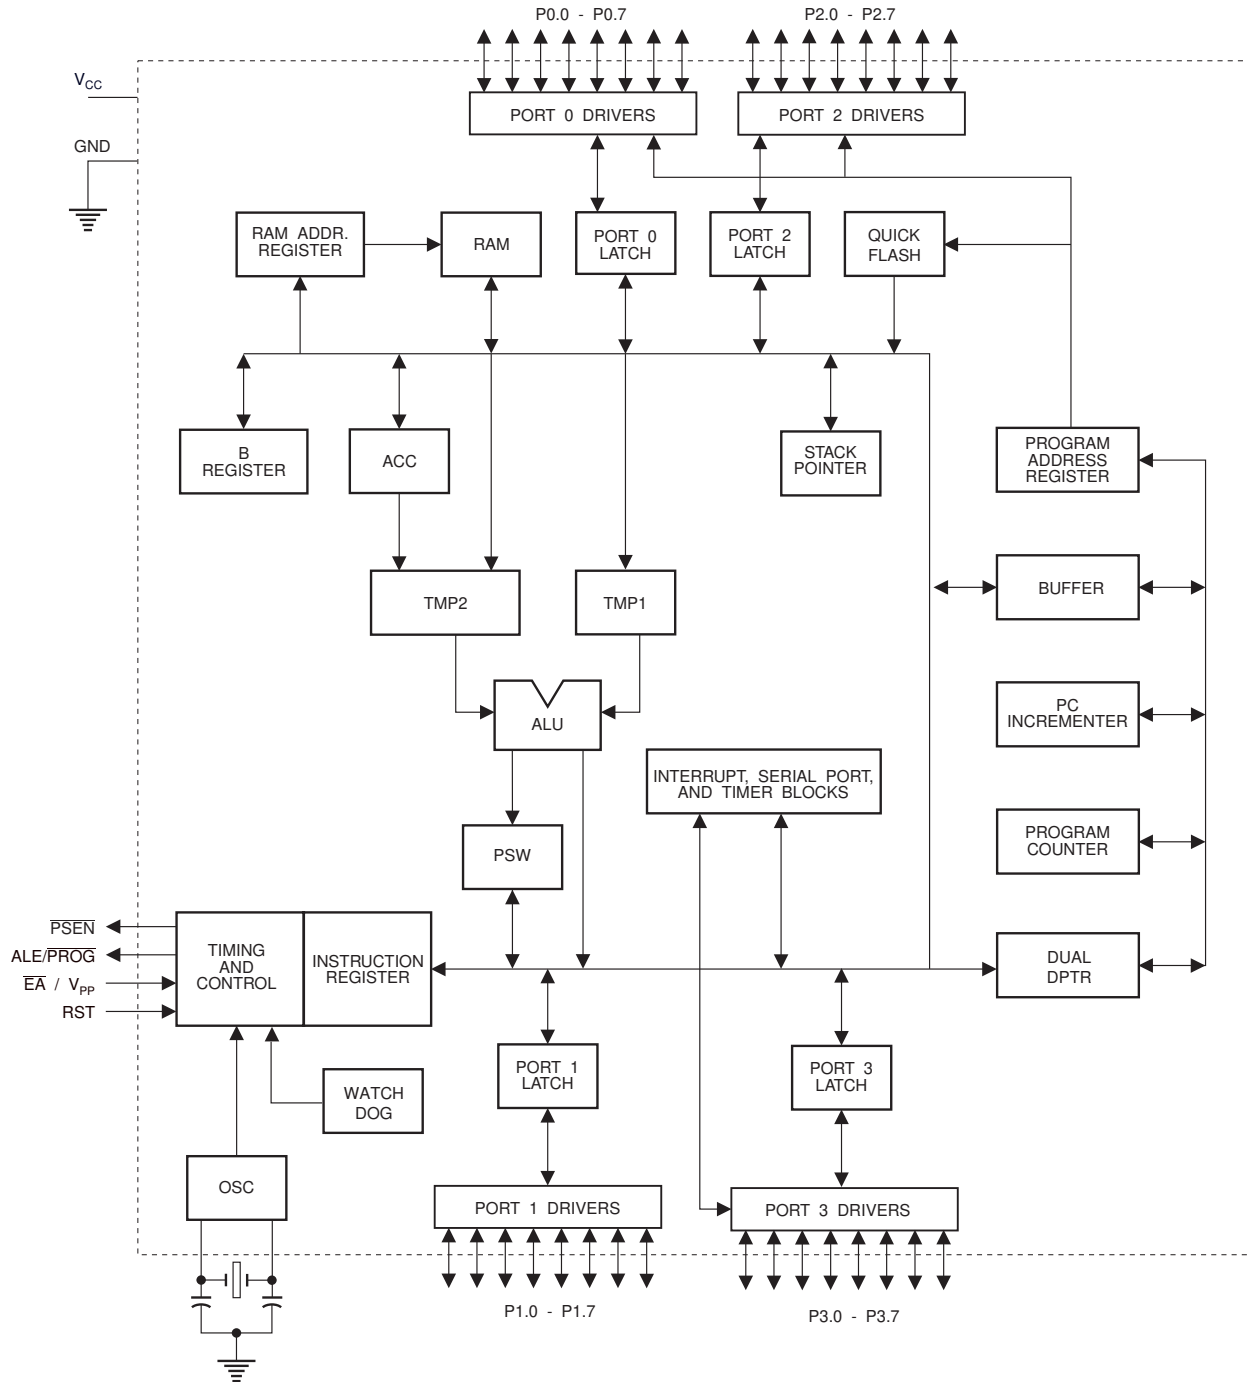 P0.0 - P0.7
P2.0 - P2.7
VCC
PORT 0 DRIVERS
PORT 2 DRIVERS
GND
RAM ADDR.
REGISTER
RAM
PORT 0
LATCH
PORT 2
LATCH
QUICK
FLASH
B
REGISTER
ACC
STACK
POINTER
PROGRAM
ADDRESS
REGISTER
TMP2
TMP1
BUFFER
ALU
PC
INCREMENTER
INTERRUPT, SERIAL PORT,
AND TIMER BLOCKS
PSW
PROGRAM
COUNTER
PSEN
ALE/PROG
EA / VPP
RST
TIMING
AND
CONTROL
INSTRUCTION
REGISTER
DUAL
DPTR
PORT 1
LATCH
PORT 3
LATCH
WATCH
DOG
OSC
PORT 1 DRIVERS
PORT 3 DRIVERS
P1.0 - P1.7
P3.0 - P3.7